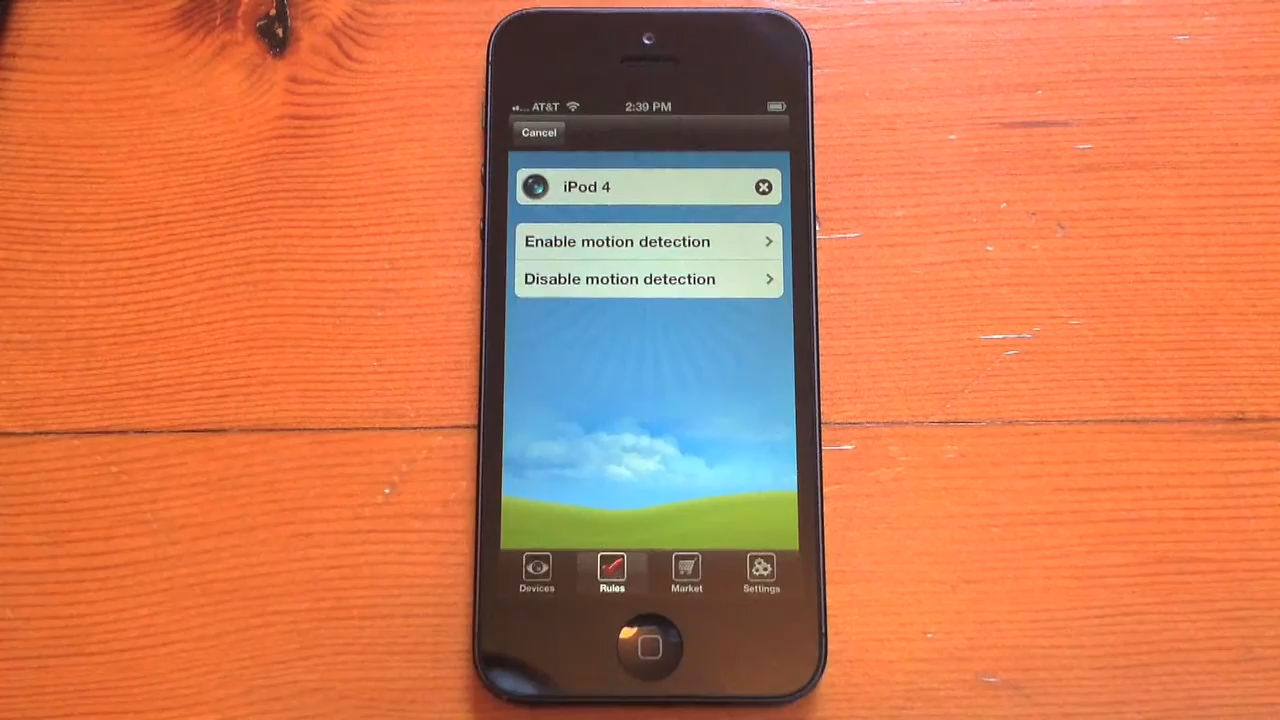 AT&T 2:39 PM
Cancel
iPod 4
Enable motion detection
Disable motion detection
Devices Rules Market Settings